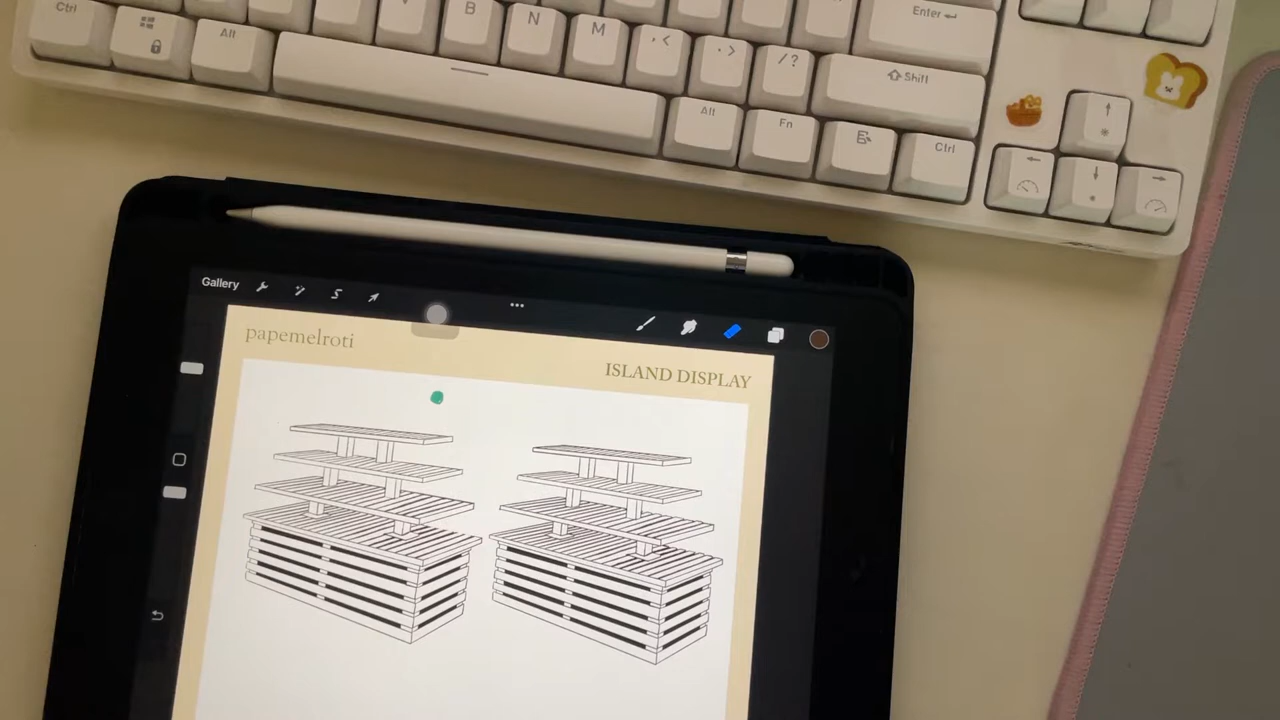 B
Enter
Ctrl
Alt
N
M
, <
. >
/ ?
Shift
Alt
Fn
Ctrl
Gallery
papemelroti
ISLAND DISPLAY